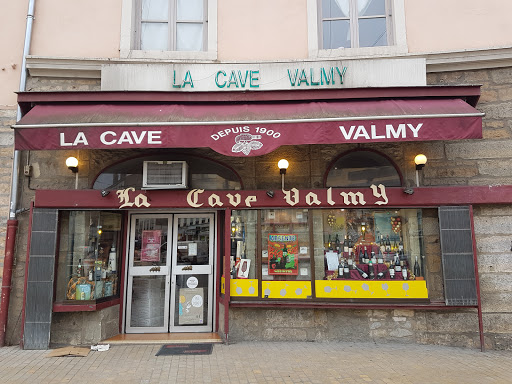 LA CAVE VALMY
LA CAVE
DEPUIS 1900
VALMY
La Cave Valmy